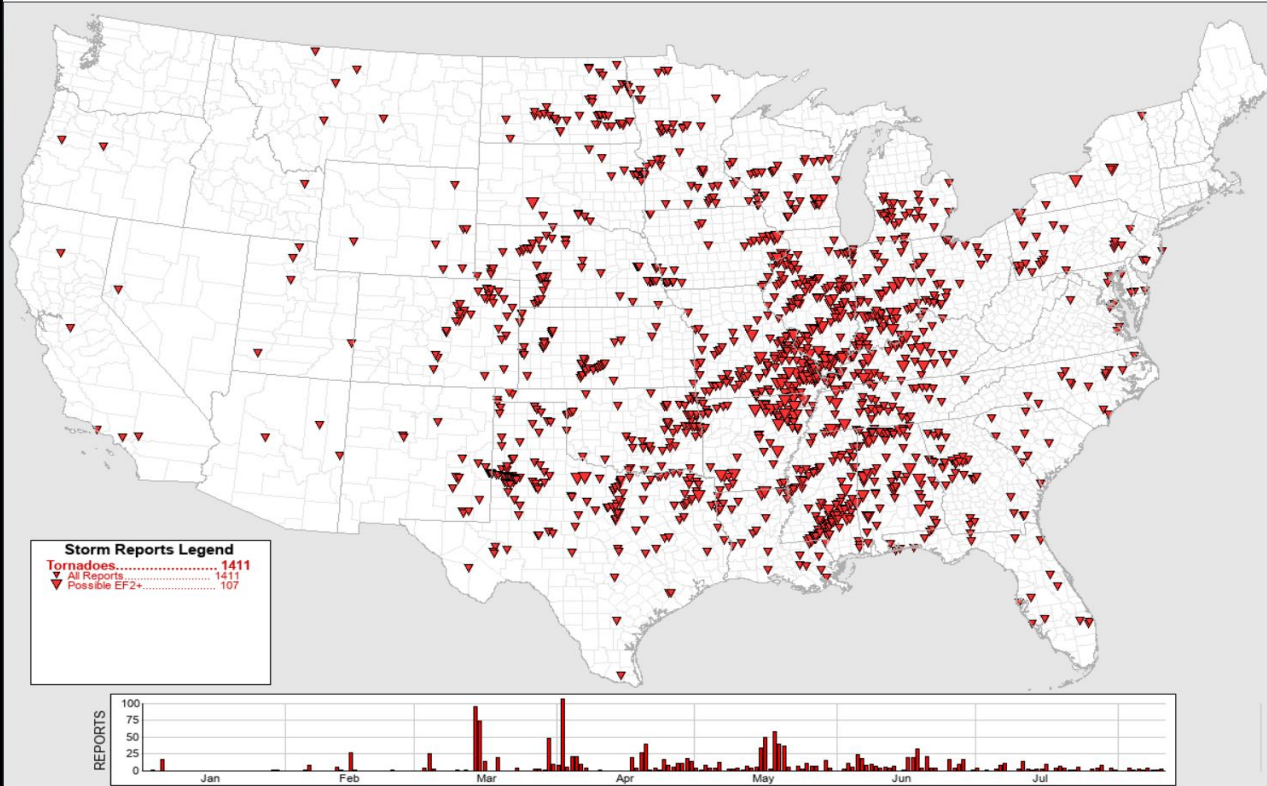 Storm Reports Legend
Tornadoes........................ 1411
All Reports........................... 1411
Possible EF2+...................... 107
REPORTS
100
75
50
25
0
Jan Feb Mar Apr May Jun Jul